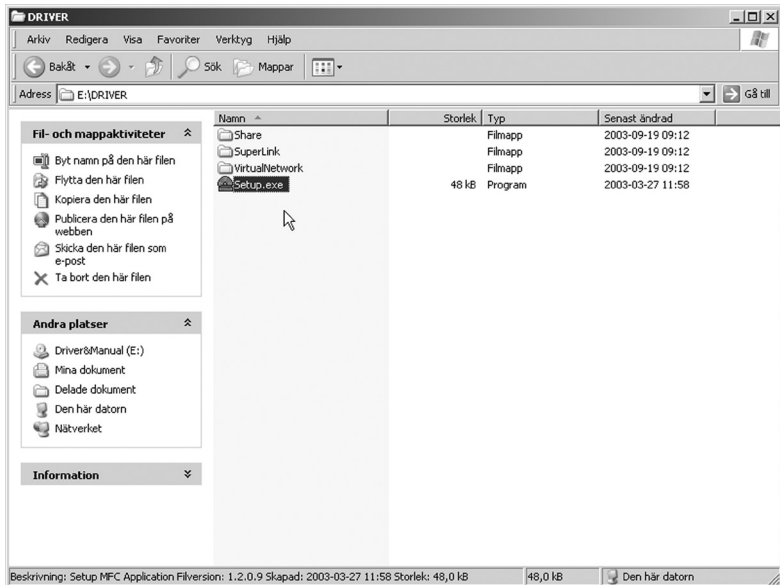 DRIVER
Arkiv Redigera Visa Favoriter Verktyg Hjälp
Bakåt Sök Mappar
Adress E:\DRIVER Gå till
Namn Storlek Typ Senast ändrad
Share Filmapp 2003-09-19 09:12
SuperLink Filmapp 2003-09-19 09:12
VirtualNetwork Filmapp 2003-09-19 09:12
Setup.exe 48 kB Program 2003-03-27 11:58
Fil- och mappaktiviteter
Byt namn på den här filen
Flytta den här filen
Kopiera den här filen
Publicera den här filen på
webben
Skicka den här filen som
e-post
Ta bort den här filen
Andra platser
Driver&Manual (E:)
Mina dokument
Delade dokument
Den här datorn
Nätverket
Information
Beskrivning: Setup MFC Application Filversion: 1.2.0.9 Skapad: 2003-03-27 11:58 Storlek: 48,0 kB 48,0 kB Den här datorn